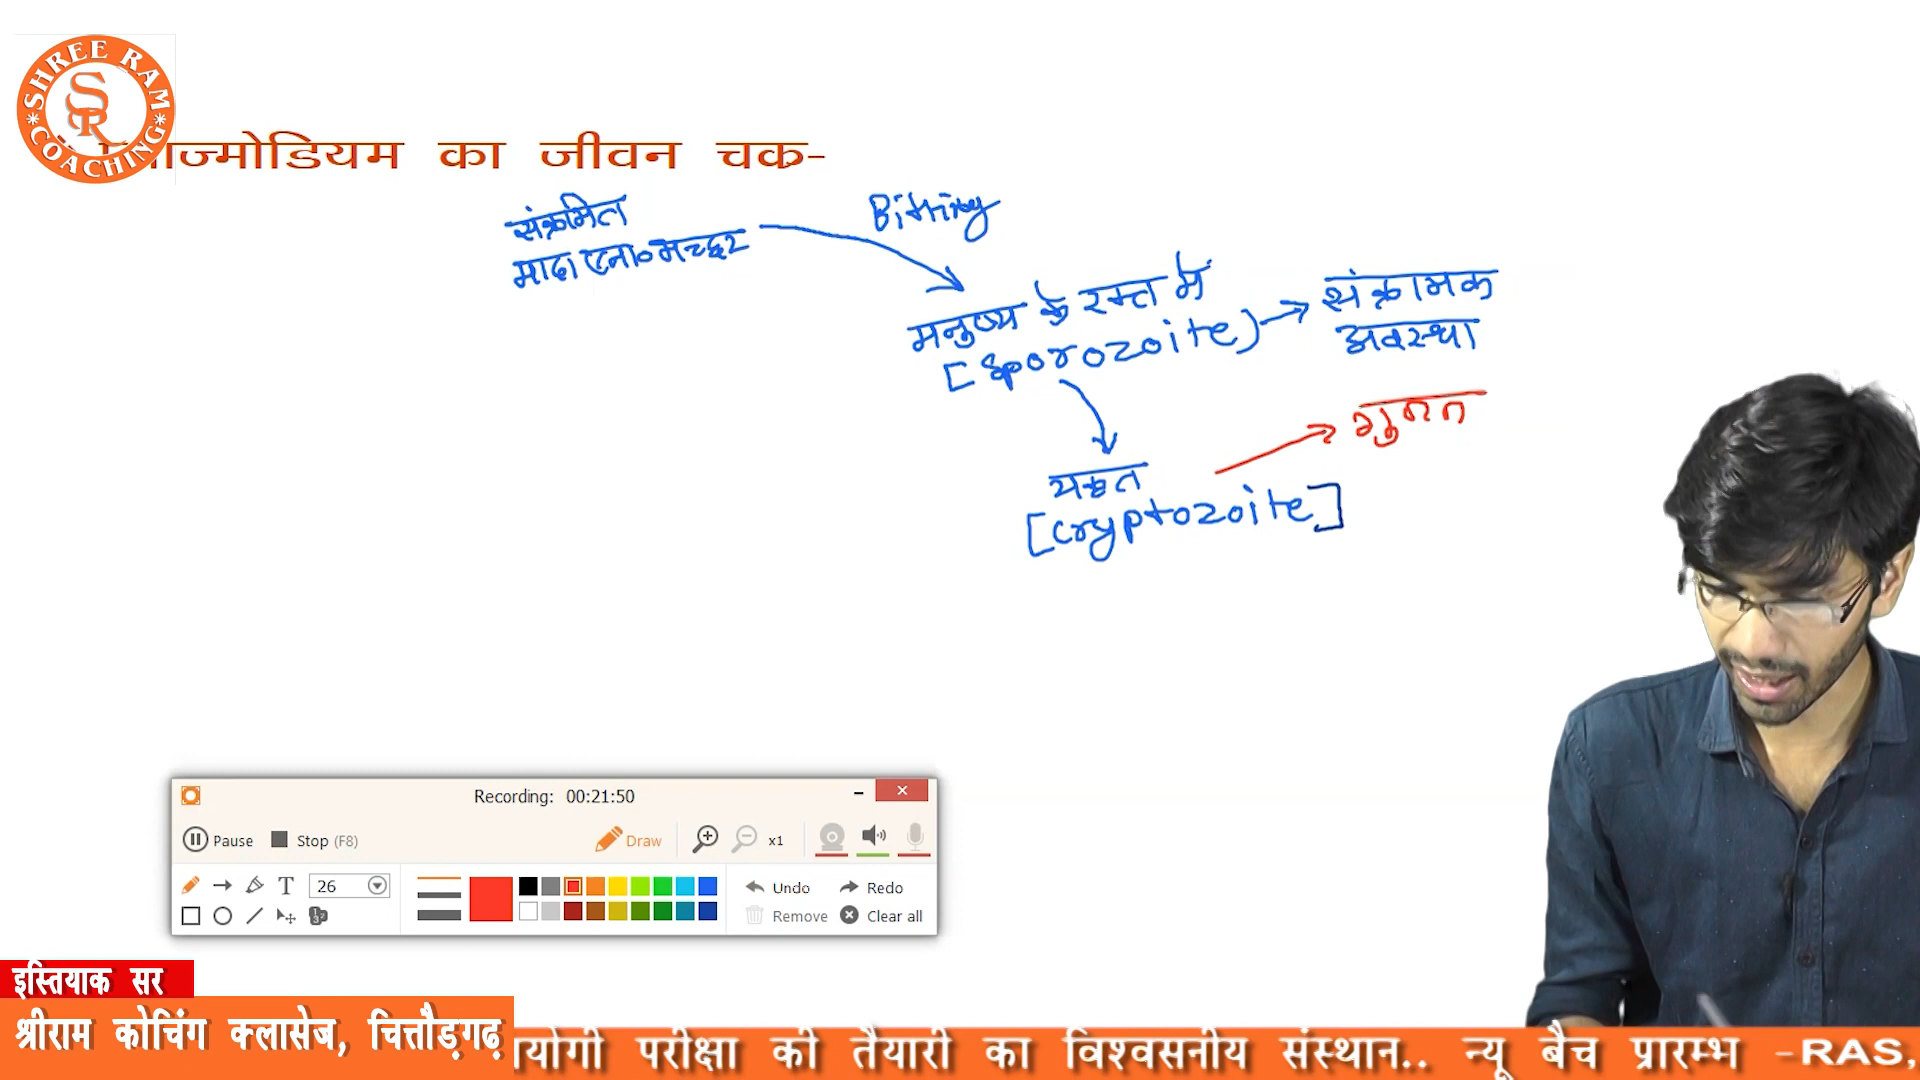 SHREE RAM
SR
COACHING
प्लाज्मोडियम का जीवन चक्र-
संक्रमित
मादा एना० मच्छर
Bitting
मनुष्य के रक्त में
[Sporozoite)
संक्रामक
अवस्था
गुनन
यकृत
[Cryptozoite]
Recording: 00:21:50
Pause
Stop (F8)
Draw
x1
T
26
Undo
Redo
Remove
Clear all
इस्तियाक सर
श्रीराम कोचिंग क्लासेज, चित्तौड़गढ़
योगी परीक्षा की तैयारी का विश्वसनीय संस्थान.. न्यू बैच प्रारम्भ -RAS,